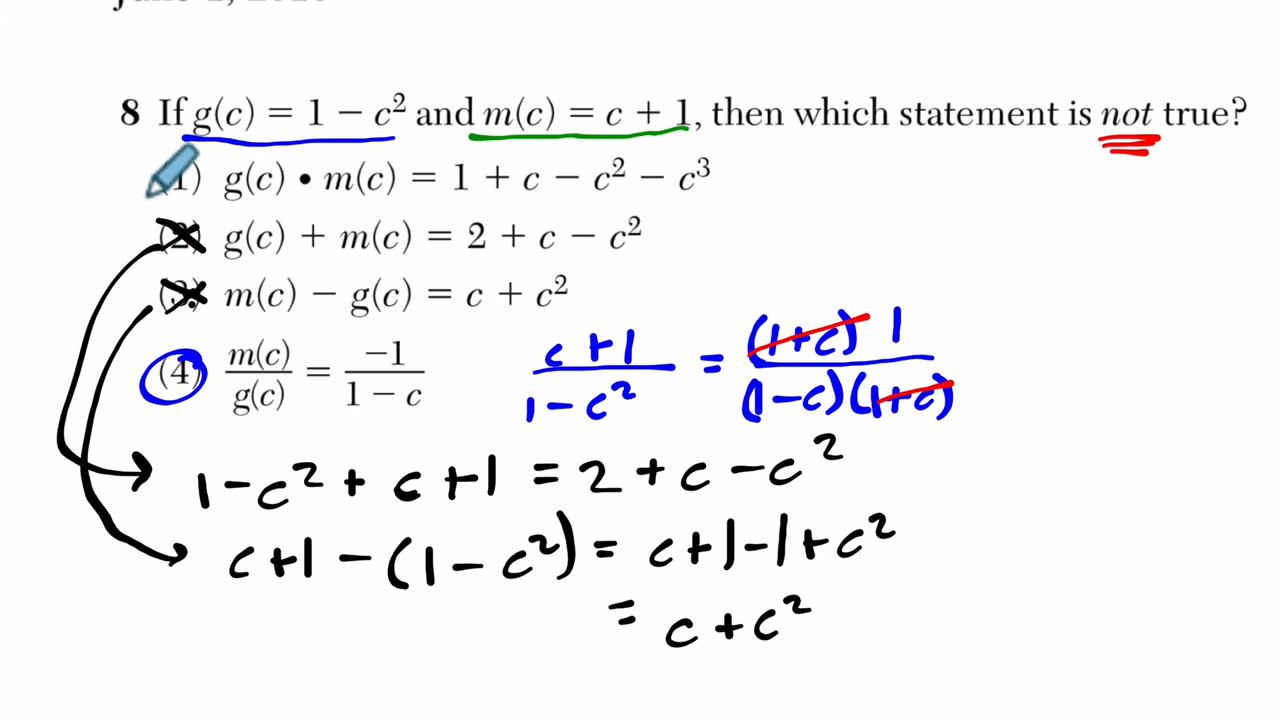 8 If g(c) = 1 − c² and m(c) = c + 1, then which statement is not true?
(1) g(c) • m(c) = 1 + c − c² − c³
(2) g(c) + m(c) = 2 + c − c²
(3) m(c) − g(c) = c + c²
(4) m(c)/g(c) = −1/(1 − c)
c + 1 / 1 − c² = (1+c) 1 / (1−c)(1+c)
1 − c² + c + 1 = 2 + c − c²
c + 1 − (1 − c²) = c + 1 − 1 + c²
= c + c²